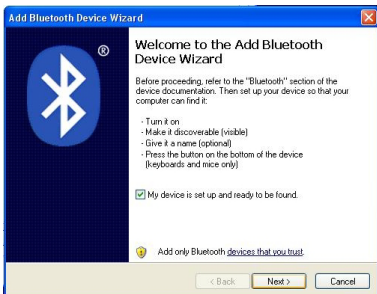 Add Bluetooth Device Wizard
®
Welcome to the Add Bluetooth
Device Wizard
Before proceeding, refer to the "Bluetooth" section of the
device documentation. Then set up your device so that your
computer can find it:
- Turn it on
- Make it discoverable (visible)
- Give it a name (optional)
- Press the button on the bottom of the device
(keyboards and mice only)
My device is set up and ready to be found.
Add only Bluetooth devices that you trust.
< Back Next > Cancel